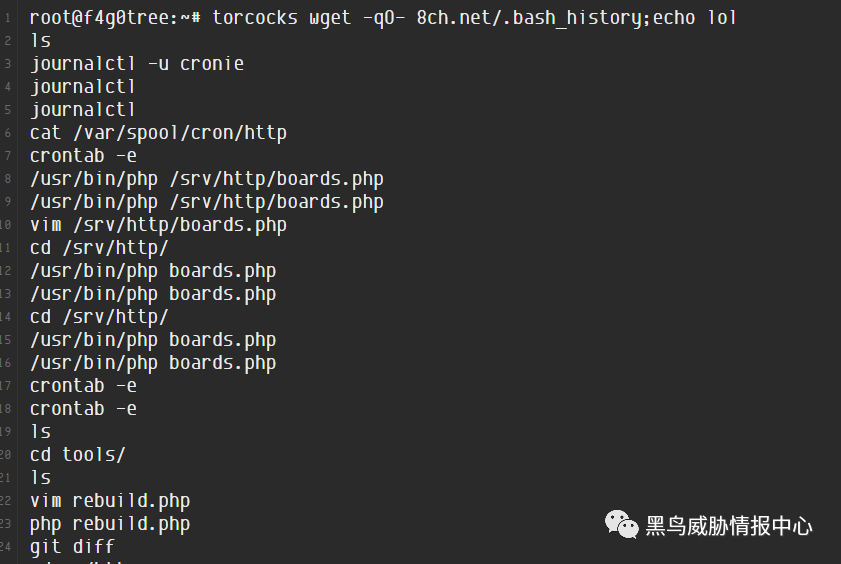 1 root@f4g0tree:~# torcocks wget -qO- 8ch.net/.bash_history;echo lol
2 ls
3 journalctl -u cronie
4 journalctl
5 journalctl
6 cat /var/spool/cron/http
7 crontab -e
8 /usr/bin/php /srv/http/boards.php
9 /usr/bin/php /srv/http/boards.php
10 vim /srv/http/boards.php
11 cd /srv/http/
12 /usr/bin/php boards.php
13 /usr/bin/php boards.php
14 cd /srv/http/
15 /usr/bin/php boards.php
16 /usr/bin/php boards.php
17 crontab -e
18 crontab -e
19 ls
20 cd tools/
21 ls
22 vim rebuild.php
23 php rebuild.php
24 git diff
黑鸟威胁情报中心